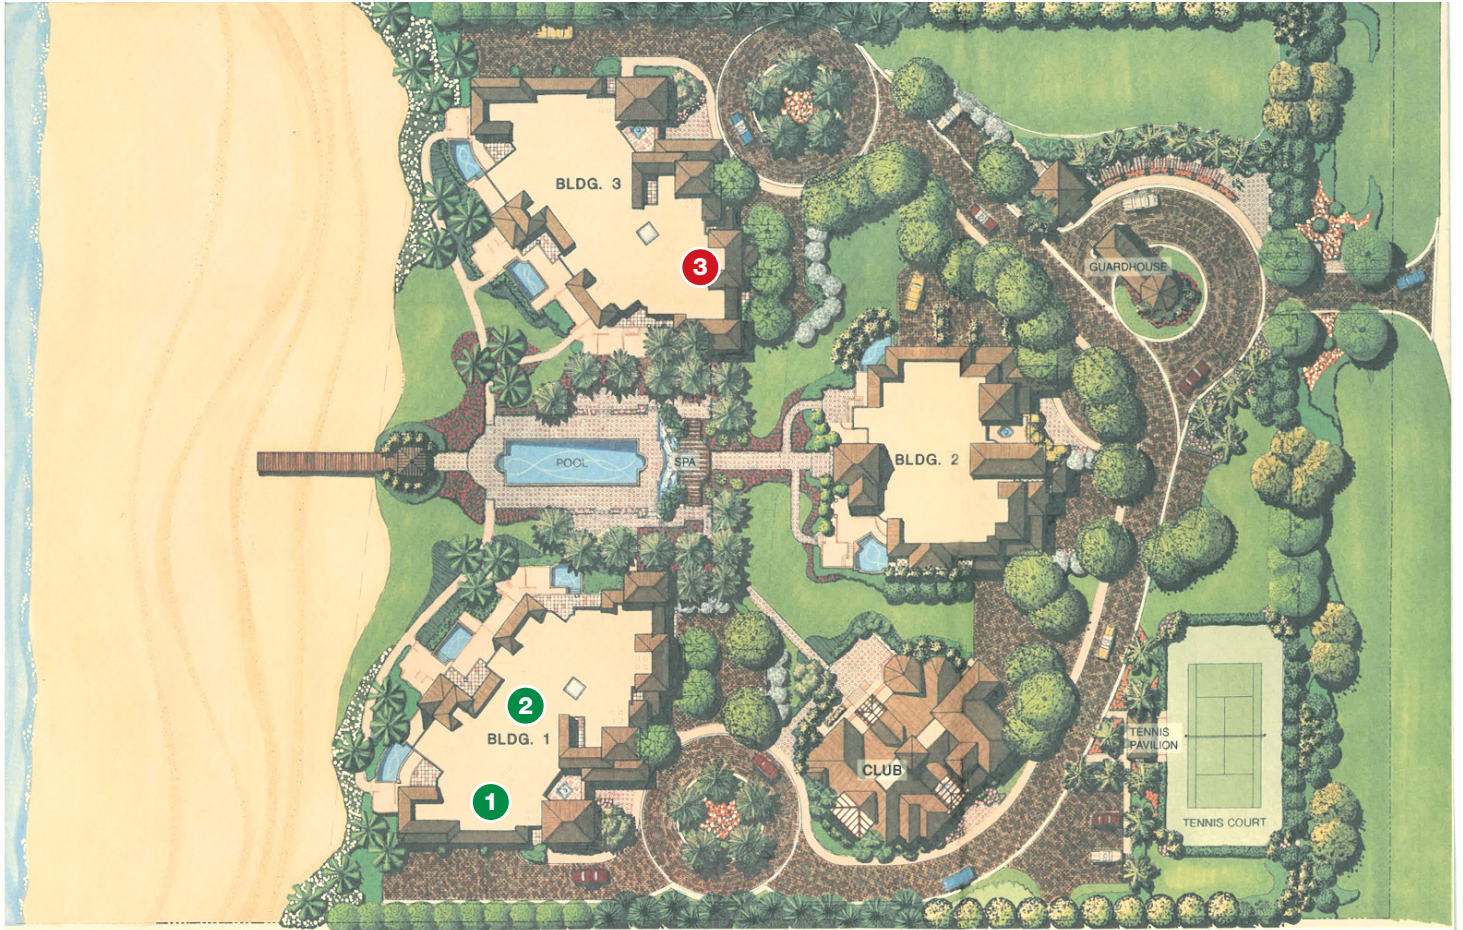 BLDG. 3
3
GUARDHOUSE
POOL
SPA
BLDG. 2
2
BLDG. 1
1
CLUB
TENNIS
PAVILION
TENNIS COURT